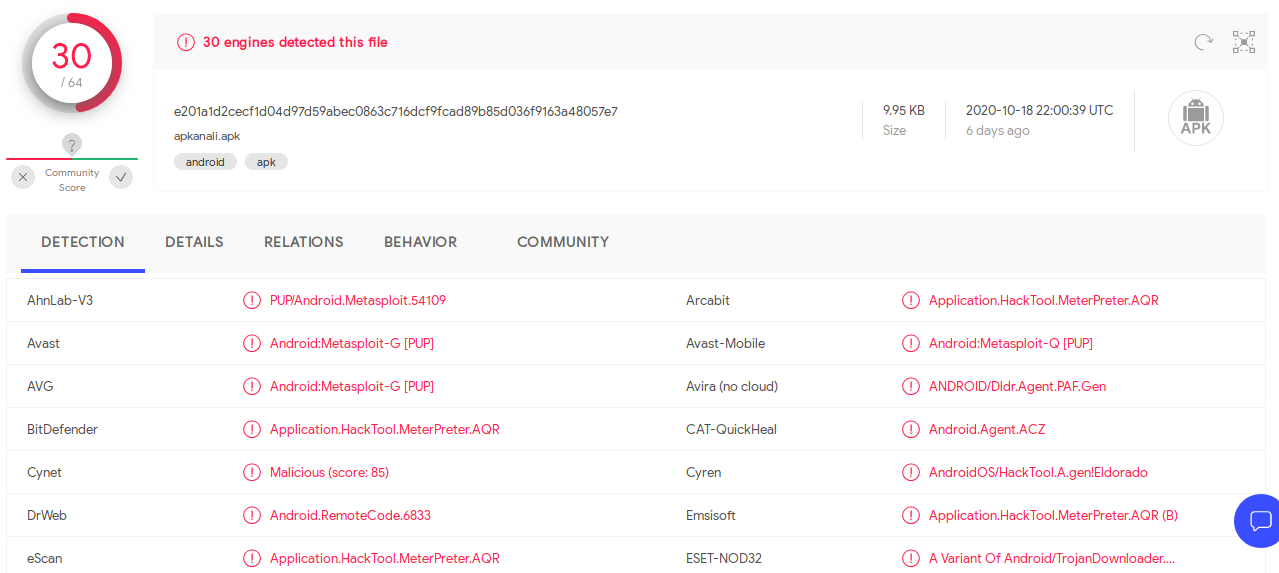 30
/ 64
?
Community
Score
30 engines detected this file
e201a1d2cecf1d04d97d59abec0863c716dcf9fcad89b85d036f9163a48057e7
apkanali.apk
android apk
9.95 KB
Size
2020-10-18 22:00:39 UTC
6 days ago
APK
DETECTION DETAILS RELATIONS BEHAVIOR COMMUNITY
AhnLab-V3 PUP/Android.Metasploit.54109 Arcabit Application.HackTool.MeterPreter.AQR
Avast Android:Metasploit-G [PUP] Avast-Mobile Android:Metasploit-Q [PUP]
AVG Android:Metasploit-G [PUP] Avira (no cloud) ANDROID/Dldr.Agent.PAF.Gen
BitDefender Application.HackTool.MeterPreter.AQR CAT-QuickHeal Android.Agent.ACZ
Cynet Malicious (score: 85) Cyren AndroidOS/HackTool.A.gen!Eldorado
DrWeb Android.RemoteCode.6833 Emsisoft Application.HackTool.MeterPreter.AQR (B)
eScan Application.HackTool.MeterPreter.AQR ESET-NOD32 A Variant Of Android/TrojanDownloader....